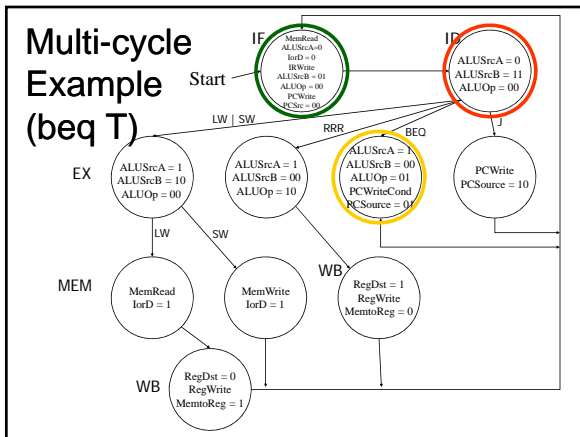 Multi-cycle
Example
(beq T)
Start
IF
MemRead
ALUSrcA=0
IorD = 0
IRWrite
ALUSrcB = 01
ALUOp = 00
PCWrite
PCSrc = 00
ID
ALUSrcA = 0
ALUSrcB = 11
ALUOp = 00
LW | SW
RRR
BEQ
J
EX
ALUSrcA = 1
ALUSrcB = 10
ALUOp = 00
ALUSrcA = 1
ALUSrcB = 00
ALUOp = 10
ALUSrcA = 1
ALUSrcB = 00
ALUOp = 01
PCWriteCond
PCSource = 01
PCWrite
PCSource = 10
LW
SW
MEM
MemRead
IorD = 1
MemWrite
IorD = 1
WB
RegDst = 1
RegWrite
MemtoReg = 0
WB
RegDst = 0
RegWrite
MemtoReg = 1